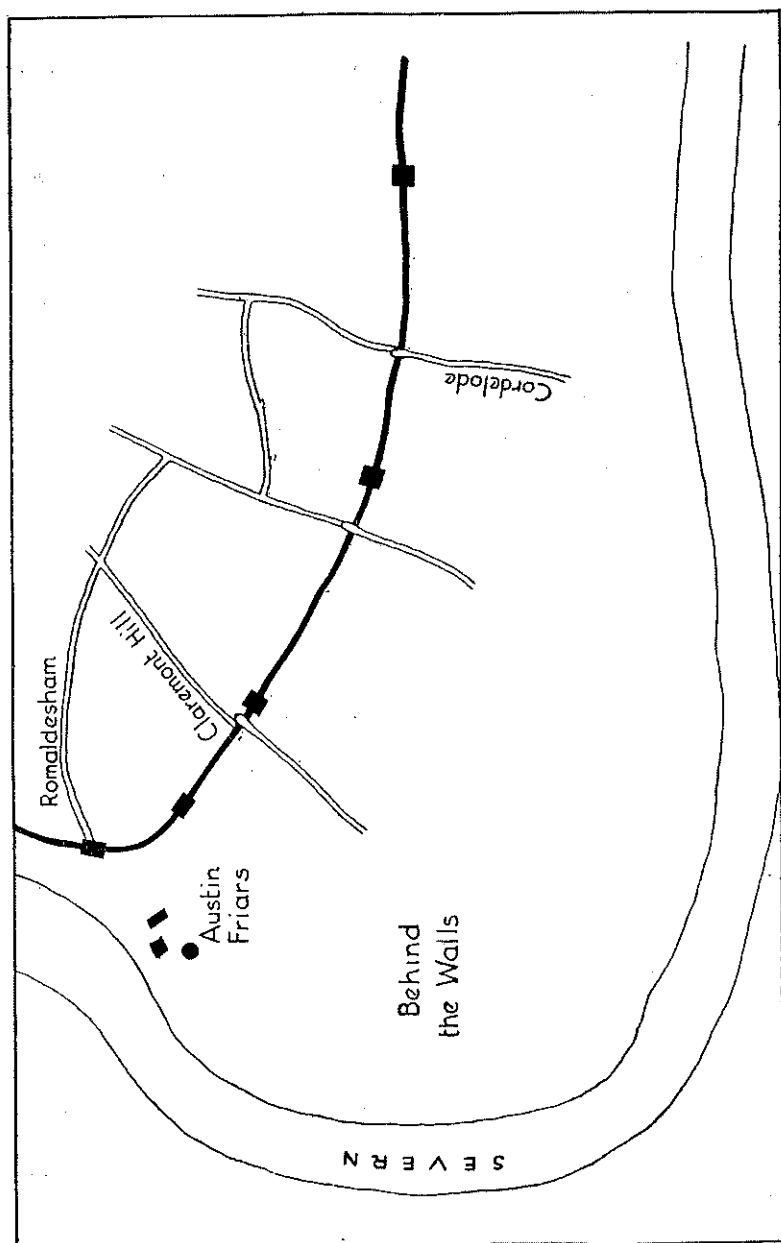 Romaldesham
Claremont Hill
Cordelode
Austin
Friars
Behind
the Walls
SEVERN